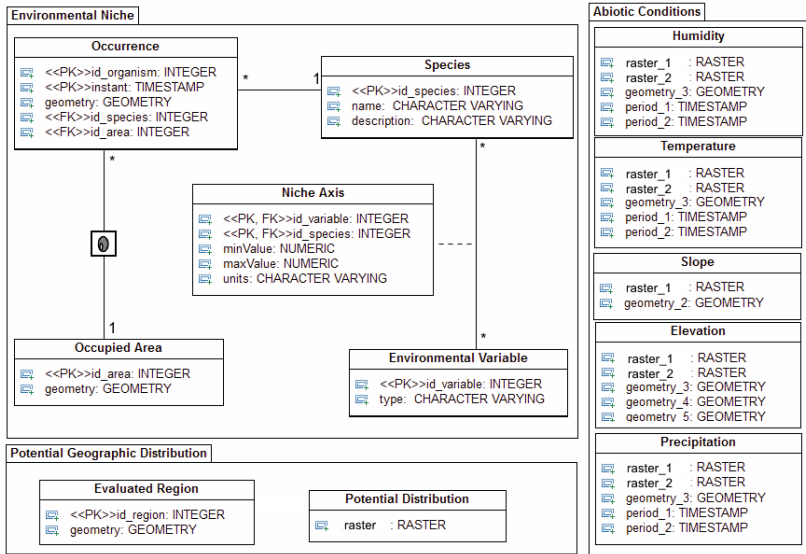 Environmental Niche
Occurrence
<<PK>>id_organism: INTEGER
<<PK>>instant: TIMESTAMP
geometry: GEOMETRY
<<FK>>id_species: INTEGER
<<FK>>id_area: INTEGER
*
1
Species
<<PK>>id_species: INTEGER
name: CHARACTER VARYING
description: CHARACTER VARYING
*
*
Niche Axis
<<PK, FK>>id_variable: INTEGER
<<PK, FK>>id_species: INTEGER
minValue: NUMERIC
maxValue: NUMERIC
units: CHARACTER VARYING
1
*
Occupied Area
<<PK>>id_area: INTEGER
geometry: GEOMETRY
Environmental Variable
<<PK>>id_variable: INTEGER
type: CHARACTER VARYING
Potential Geographic Distribution
Evaluated Region
<<PK>>id_region: INTEGER
geometry: GEOMETRY
Potential Distribution
raster : RASTER
Abiotic Conditions
Humidity
raster_1 : RASTER
raster_2 : RASTER
geometry_3: GEOMETRY
period_1: TIMESTAMP
period_2: TIMESTAMP
Temperature
raster_1 : RASTER
raster_2 : RASTER
geometry_3: GEOMETRY
period_1: TIMESTAMP
period_2: TIMESTAMP
Slope
raster_1 : RASTER
geometry_2: GEOMETRY
Elevation
raster_1 : RASTER
raster_2 : RASTER
geometry_3: GEOMETRY
geometry_4: GEOMETRY
geometry_5: GEOMETRY
Precipitation
raster_1 : RASTER
raster_2 : RASTER
geometry_3: GEOMETRY
period_1: TIMESTAMP
period_2: TIMESTAMP